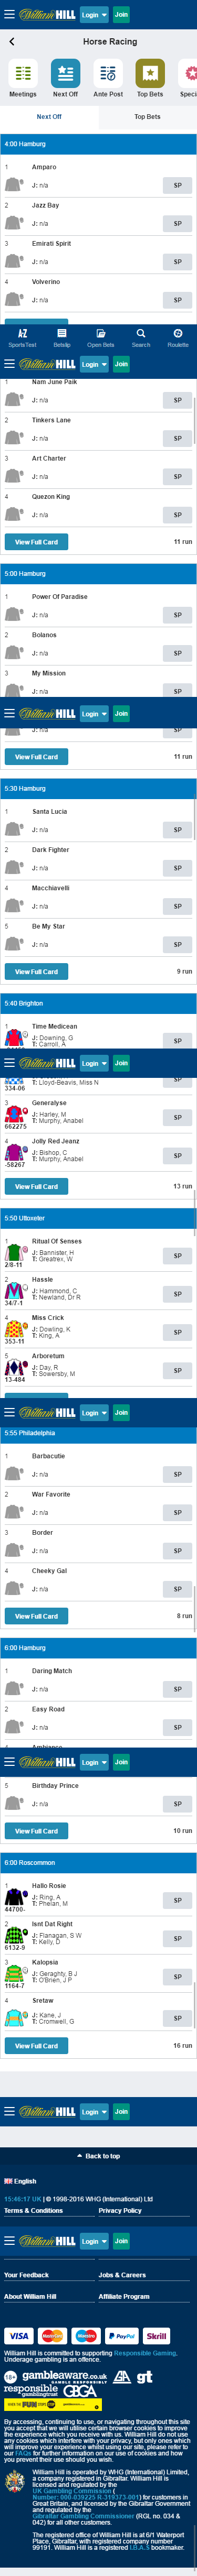 William HILL Login Join
Horse Racing
Meetings Next Off Ante Post Top Bets Speci
Next Off Top Bets
4:00 Hamburg
1 Amparo
J: n/a SP
2 Jazz Bay
J: n/a SP
3 Emirati Spirit
J: n/a SP
4 Volverino
J: n/a SP
SportsTest Betslip Open Bets Search Roulette
William HILL Login Join
1 Nam June Paik
J: n/a SP
2 Tinkers Lane
J: n/a SP
3 Art Charter
J: n/a SP
4 Quezon King
J: n/a SP
View Full Card 11 run
5:00 Hamburg
1 Power Of Paradise
J: n/a SP
2 Bolanos
J: n/a SP
3 My Mission
J: n/a SP
William HILL Login Join
J: n/a SP
View Full Card 11 run
5:30 Hamburg
1 Santa Lucia
J: n/a SP
2 Dark Fighter
J: n/a SP
4 Macchiavelli
J: n/a SP
5 Be My Star
J: n/a SP
View Full Card 9 run
5:40 Brighton
1 Time Medicean
J: Downing, G SP
T: Carroll, A
William HILL Login Join
T: Lloyd-Beavis, Miss N SP
334-06
3 Generalyse
J: Harley, M SP
T: Murphy, Anabel
662275
4 Jolly Red Jeanz
J: Bishop, C SP
T: Murphy, Anabel
-58267
View Full Card 13 run
5:50 Uttoxeter
1 Ritual Of Senses
J: Bannister, H SP
T: Greatrex, W
2/8-11
2 Hassle
J: Hammond, C SP
T: Newland, Dr R
34/7-1
4 Miss Crick
J: Dowling, K SP
T: King, A
353-11
5 Arboretum
J: Day, R SP
T: Sowersby, M
13-484
William HILL Login Join
5:55 Philadelphia
1 Barbacutie
J: n/a SP
2 War Favorite
J: n/a SP
3 Border
J: n/a SP
4 Cheeky Gal
J: n/a SP
View Full Card 8 run
6:00 Hamburg
1 Daring Match
J: n/a SP
2 Easy Road
J: n/a SP
4 Ambiance
William HILL Login Join
5 Birthday Prince
J: n/a SP
View Full Card 10 run
6:00 Roscommon
1 Hallo Rosie
J: Ring, A SP
T: Phelan, M
44700-
2 Isnt Dat Right
J: Flanagan, S W SP
T: Kelly, D
6132-9
3 Kalopsia
J: Geraghty, B J SP
T: O'Brien, J P
1164-7
4 Sretaw
J: Kane, J SP
T: Cromwell, G
View Full Card 16 run
William HILL Login Join
Back to top
English
15:46:17 UK | © 1998-2016 WHG (International) Ltd
Terms & Conditions Privacy Policy
William HILL Login Join
Your Feedback Jobs & Careers
About William Hill Affiliate Program
VISA MasterCard Maestro PayPal Skrill
William Hill is committed to supporting Responsible Gaming.
Underage gambling is an offence.
18+ gambleaware.co.uk gt
responsible gambling CBCA
By accessing, continuing to use, or navigating throughout this site
you accept that we will utilise certain browser cookies to improve
the experience which you receive with us. William Hill do not use
any cookies which interfere with your privacy, but only ones which
will improve your experience whilst using our site, please refer to
our FAQs for further information on our use of cookies and how
you prevent their use should you wish.
William Hill is operated by WHG (International) Limited,
a company registered in Gibraltar. William Hill is
licensed and regulated by the
UK Gambling Commission (
Number: 000-039225-R-319373-001) for customers in
Great Britain, and licensed by the Gibraltar Government
and regulated by the
Gibraltar Gambling Commissioner (RGL no. 034 &
042) for all other customers.
The registered office of William Hill is at 6/1 Waterport
Place, Gibraltar, with registered company number
99191. William Hill is a registered I.B.A.S bookmaker.